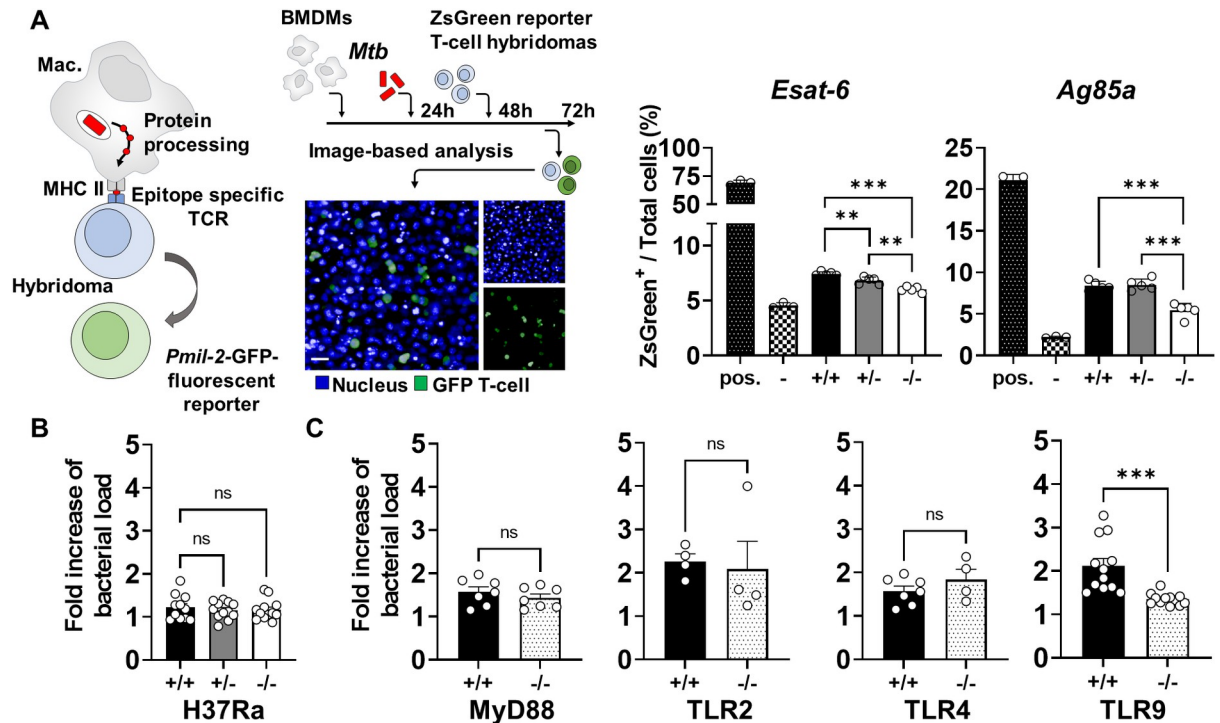 A
Mac.
Protein
processing
MHC II
Epitope specific
TCR
Hybridoma
Pmil-2-GFP-
fluorescent
reporter
BMDMs
Mtb
ZsGreen reporter
T-cell hybridomas
24h
48h
72h
Image-based analysis
Nucleus
GFP T-cell
ZsGreen+ / Total cells (%)
Esat-6
100
75
50
10
5
0
***
**
**
pos.
-
+/+
+/-
-/-
Ag85a
25
20
15
10
5
0
***
***
pos.
-
+/+
+/-
-/-
B
Fold increase of
bacterial load
5
4
3
2
1
0
ns
ns
+/+
+/-
-/-
H37Ra
C
Fold increase of
bacterial load
5
4
3
2
1
0
ns
+/+
-/-
MyD88
5
4
3
2
1
0
ns
+/+
-/-
TLR2
5
4
3
2
1
0
ns
+/+
-/-
TLR4
5
4
3
2
1
0
***
+/+
-/-
TLR9